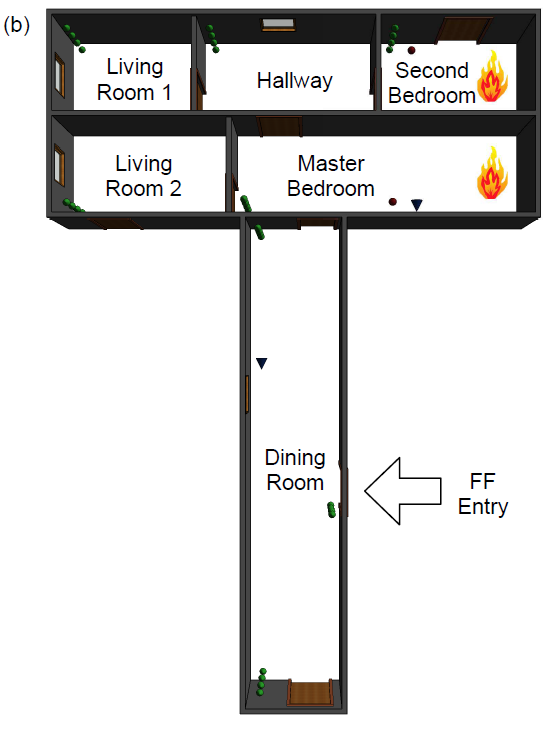 (b)
Living
Room 1
Hallway
Second
Bedroom
Living
Room 2
Master
Bedroom
Dining
Room
FF
Entry